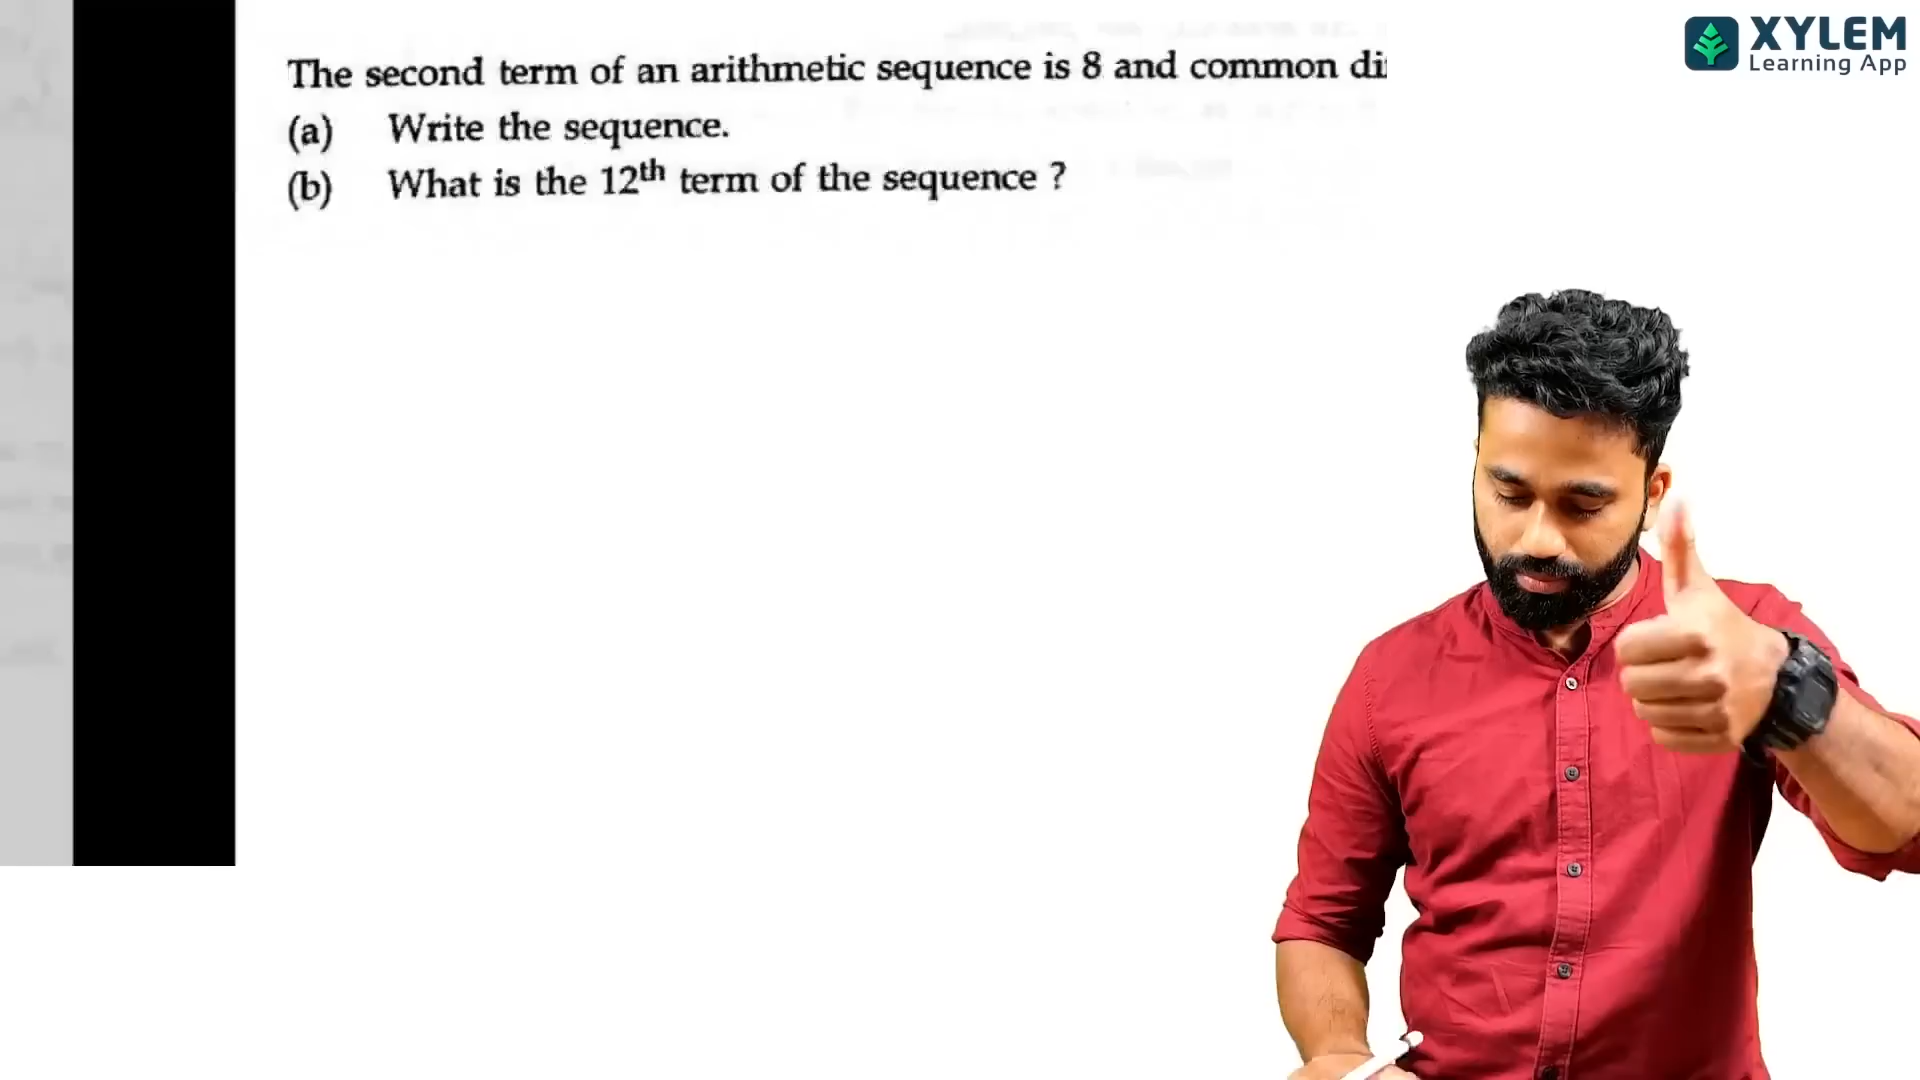 The second term of an arithmetic sequence is 8 and common di
(a) Write the sequence.
(b) What is the 12th term of the sequence ?
XYLEM
Learning App